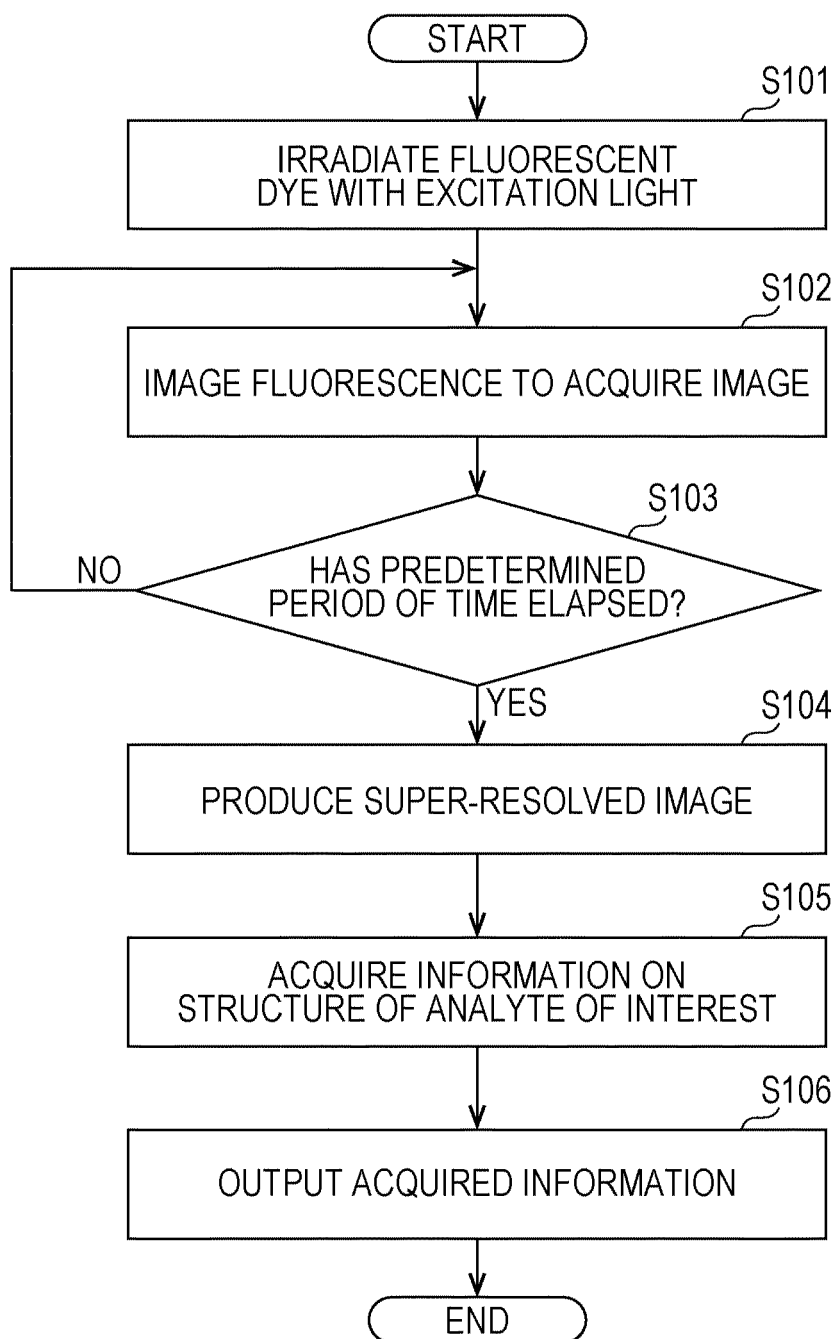 START
S101
IRRADIATE FLUORESCENT
DYE WITH EXCITATION LIGHT
S102
IMAGE FLUORESCENCE TO ACQUIRE IMAGE
S103
HAS PREDETERMINED
PERIOD OF TIME ELAPSED?
NO
YES
S104
PRODUCE SUPER-RESOLVED IMAGE
S105
ACQUIRE INFORMATION ON
STRUCTURE OF ANALYTE OF INTEREST
S106
OUTPUT ACQUIRED INFORMATION
END